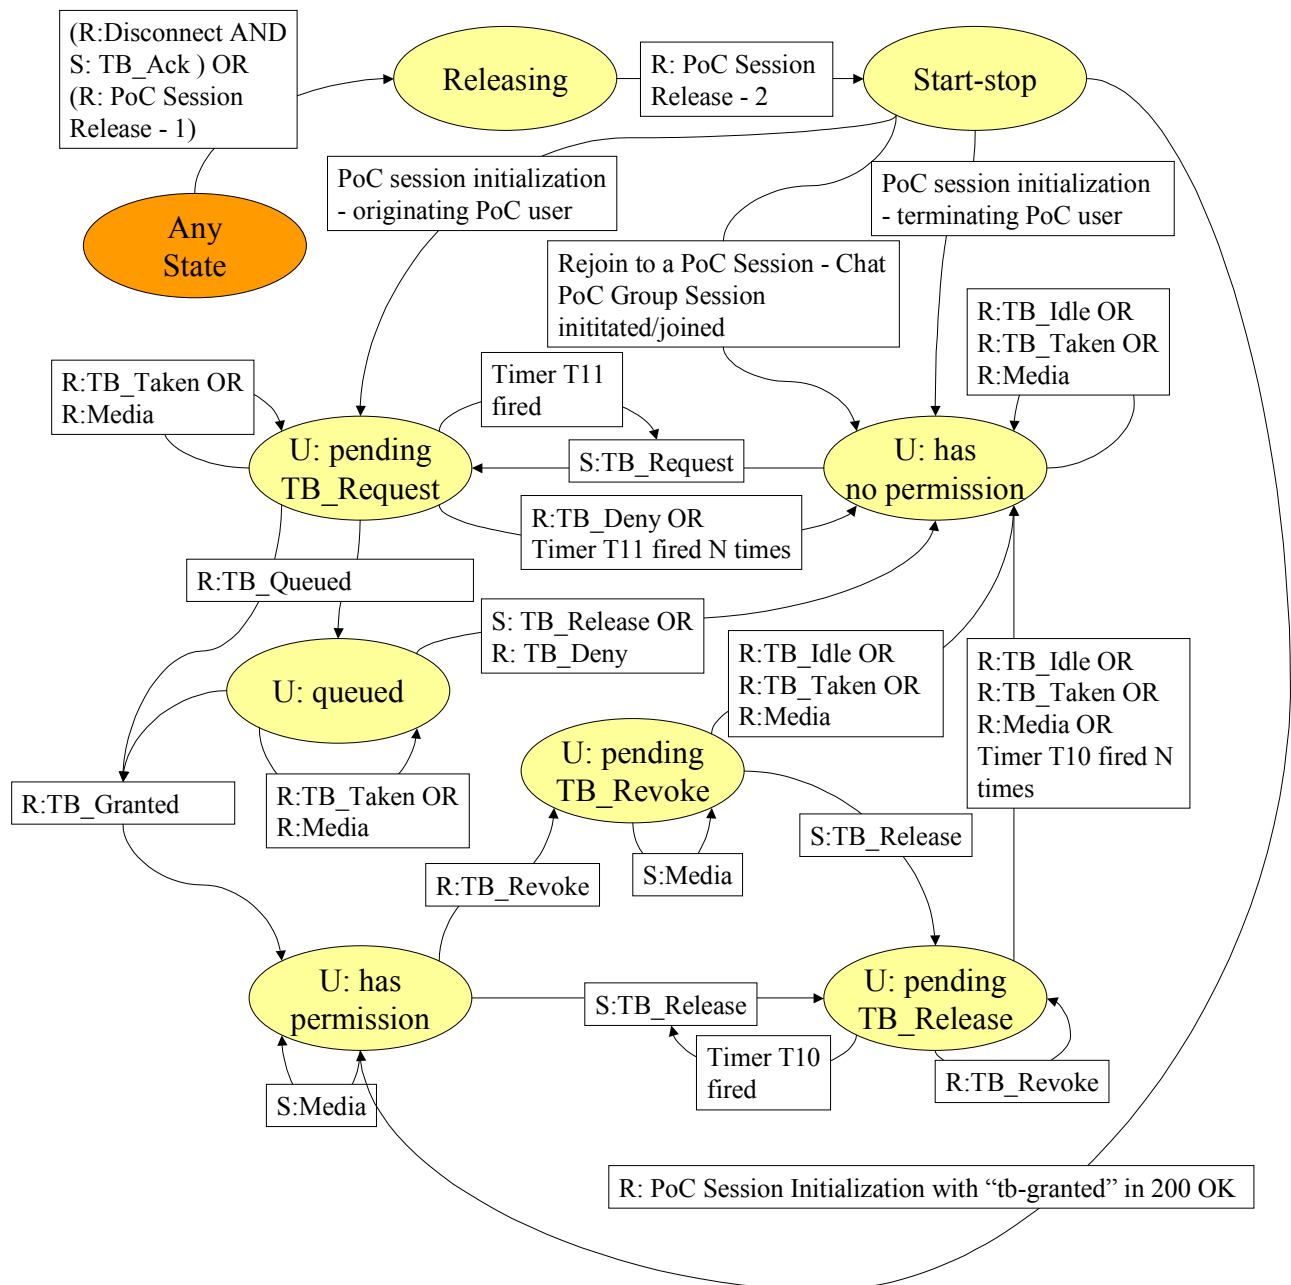 (R:Disconnect AND
S: TB_Ack ) OR
(R: PoC Session
Release - 1)
Releasing
R: PoC Session
Release - 2
Start-stop
PoC session initialization
- originating PoC user
PoC session initialization
- terminating PoC user
Any
State
Rejoin to a PoC Session - Chat
PoC Group Session
inititated/joined
R:TB_Idle OR
R:TB_Taken OR
R:Media
R:TB_Taken OR
R:Media
Timer T11
fired
U: pending
TB_Request
S:TB_Request
U: has
no permission
R:TB_Deny OR
Timer T11 fired N times
R:TB_Queued
S: TB_Release OR
R: TB_Deny
R:TB_Idle OR
R:TB_Taken OR
R:Media
R:TB_Idle OR
R:TB_Taken OR
R:Media OR
Timer T10 fired N
times
U: queued
U: pending
TB_Revoke
R:TB_Granted
R:TB_Taken OR
R:Media
S:TB_Release
S:Media
R:TB_Revoke
U: has
permission
S:TB_Release
U: pending
TB_Release
Timer T10
fired
R:TB_Revoke
S:Media
R: PoC Session Initialization with “tb-granted” in 200 OK